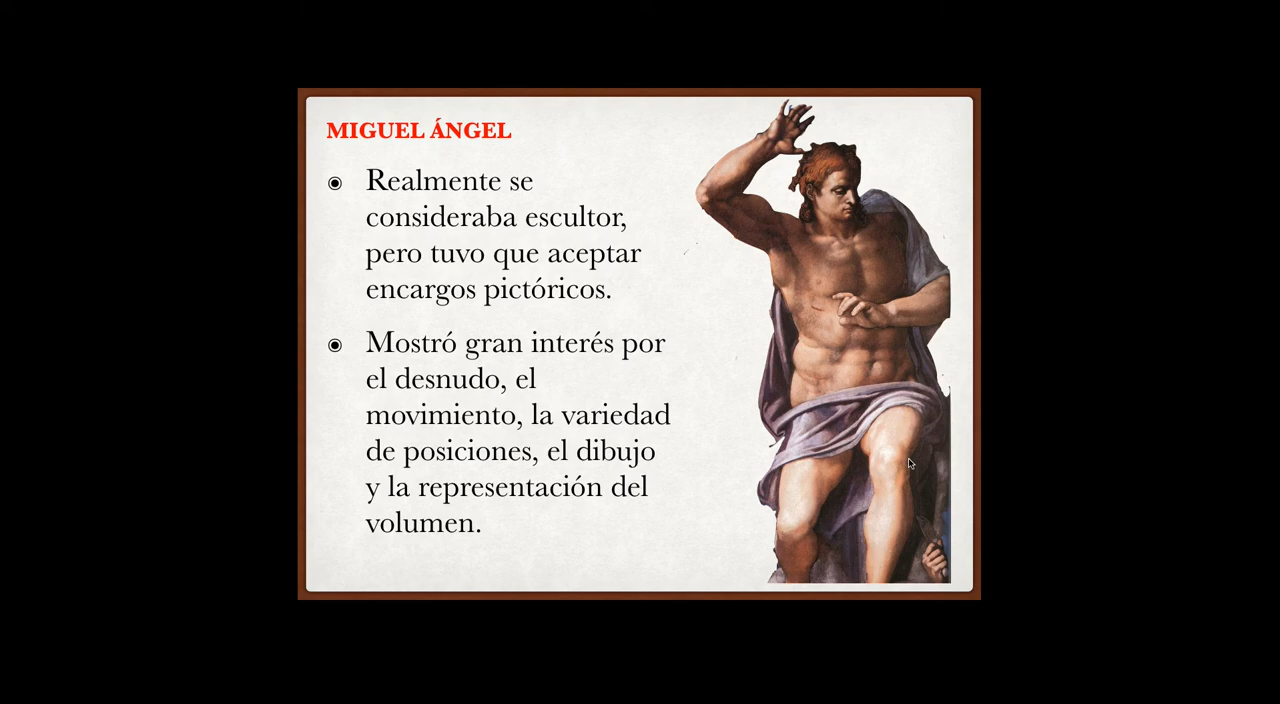 MIGUEL ÁNGEL
Realmente se
consideraba escultor,
pero tuvo que aceptar
encargos pictóricos.
Mostró gran interés por
el desnudo, el
movimiento, la variedad
de posiciones, el dibujo
y la representación del
volumen.